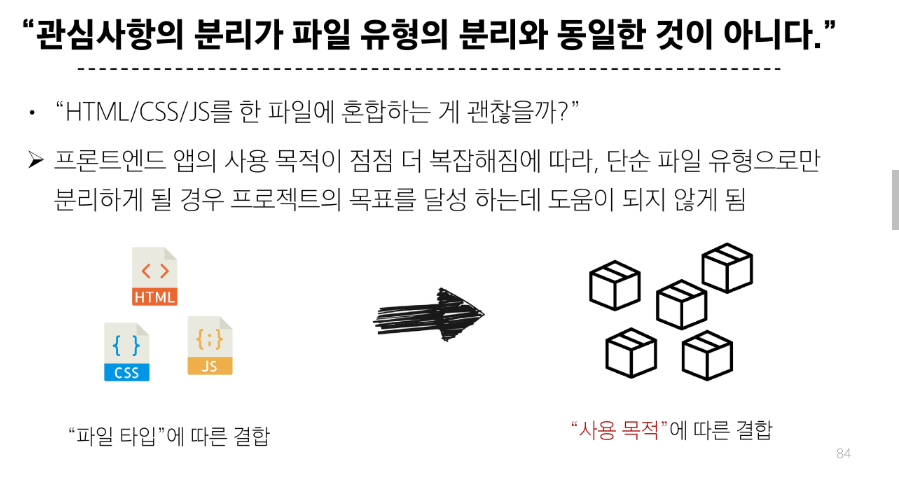 “관심사항의 분리가 파일 유형의 분리와 동일한 것이 아니다.”
• “HTML/CSS/JS를 한 파일에 혼합하는 게 괜찮을까?”
➤ 프론트엔드 앱의 사용 목적이 점점 더 복잡해짐에 따라, 단순 파일 유형으로만
분리하게 될 경우 프로젝트의 목표를 달성 하는데 도움이 되지 않게 됨
< >
HTML
{ }
CSS
{;}
JS
“파일 타입”에 따른 결합
“사용 목적”에 따른 결합
84